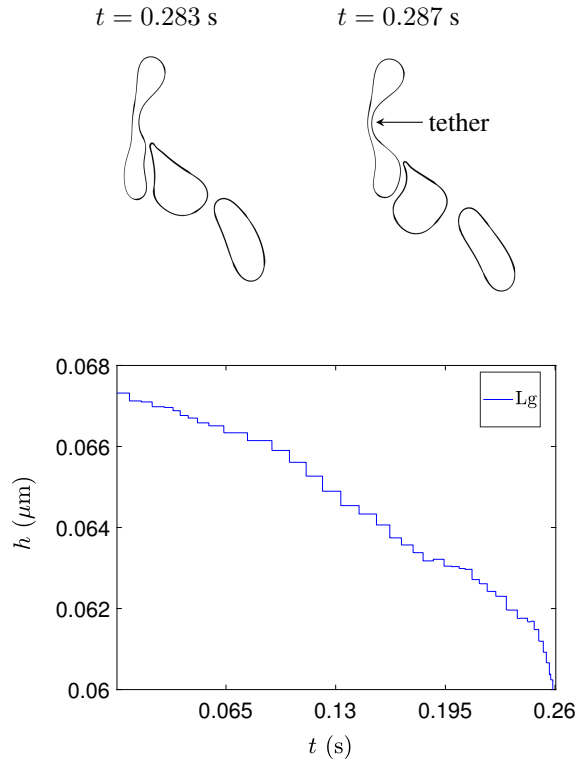 t = 0.283 s
t = 0.287 s
tether
0.068
0.066
0.064
0.062
0.06
h (μm)
Lg
0.065
0.13
0.195
0.26
t (s)